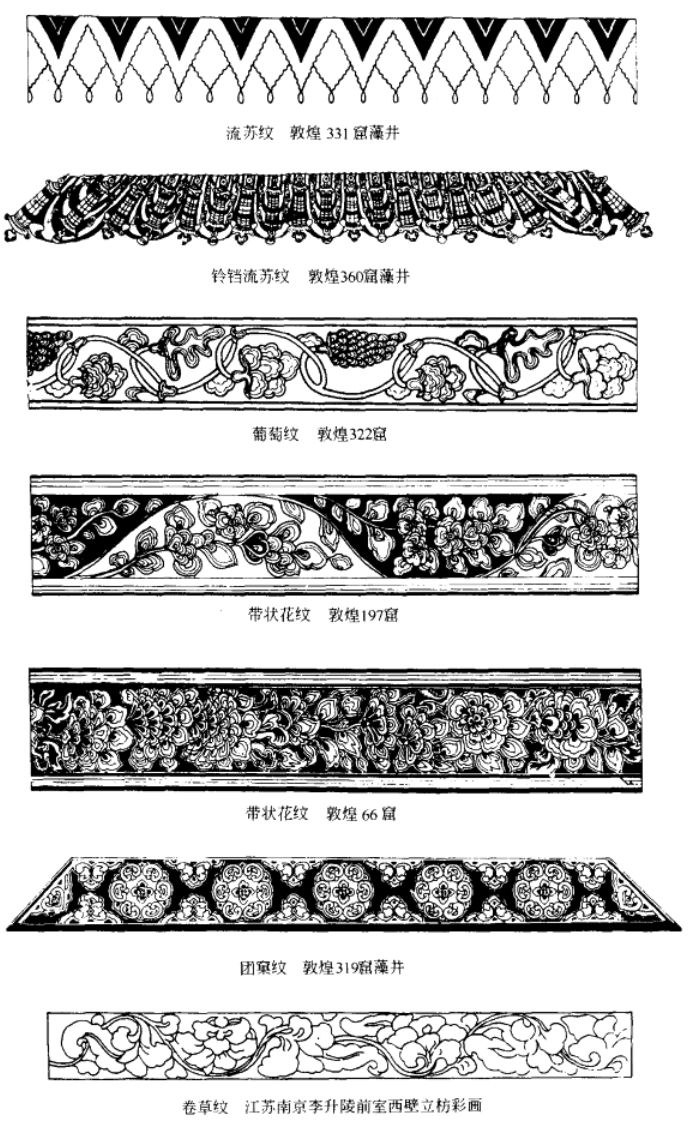 流苏纹 敦煌 331 窟藻井
铃铛流苏纹 敦煌360窟藻井
葡萄纹 敦煌322窟
带状花纹 敦煌197窟
带状花纹 敦煌 66 窟
团窠纹 敦煌319窟藻井
卷草纹 江苏南京李升陵前室西壁立枋彩画